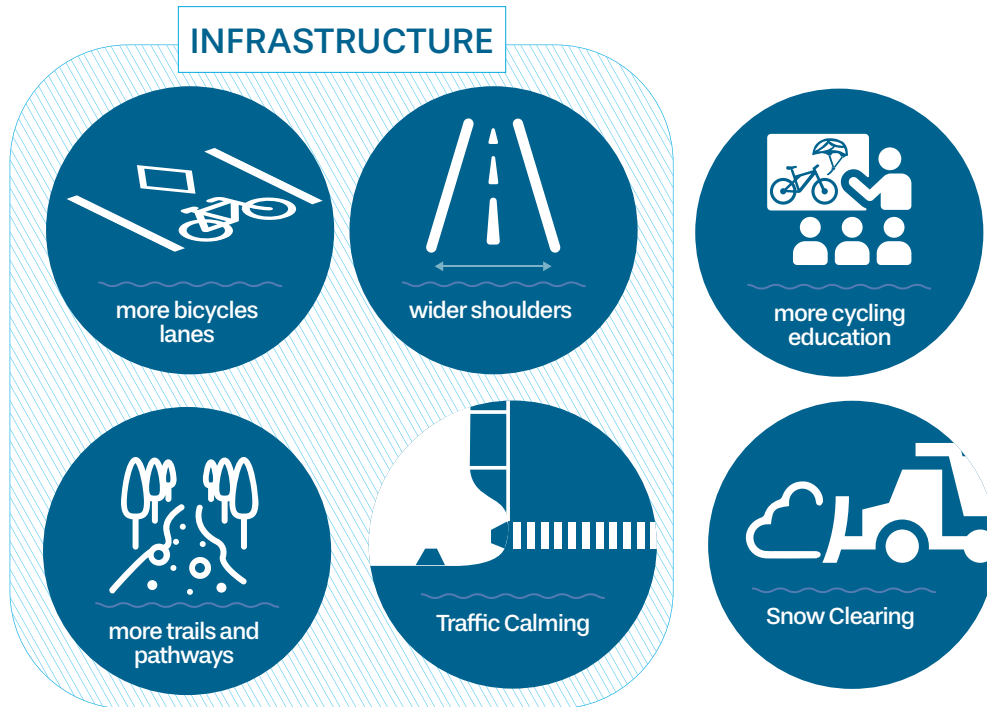 INFRASTRUCTURE
more bicycles
lanes
wider shoulders
more cycling
education
more trails and
pathways
Traffic Calming
Snow Clearing